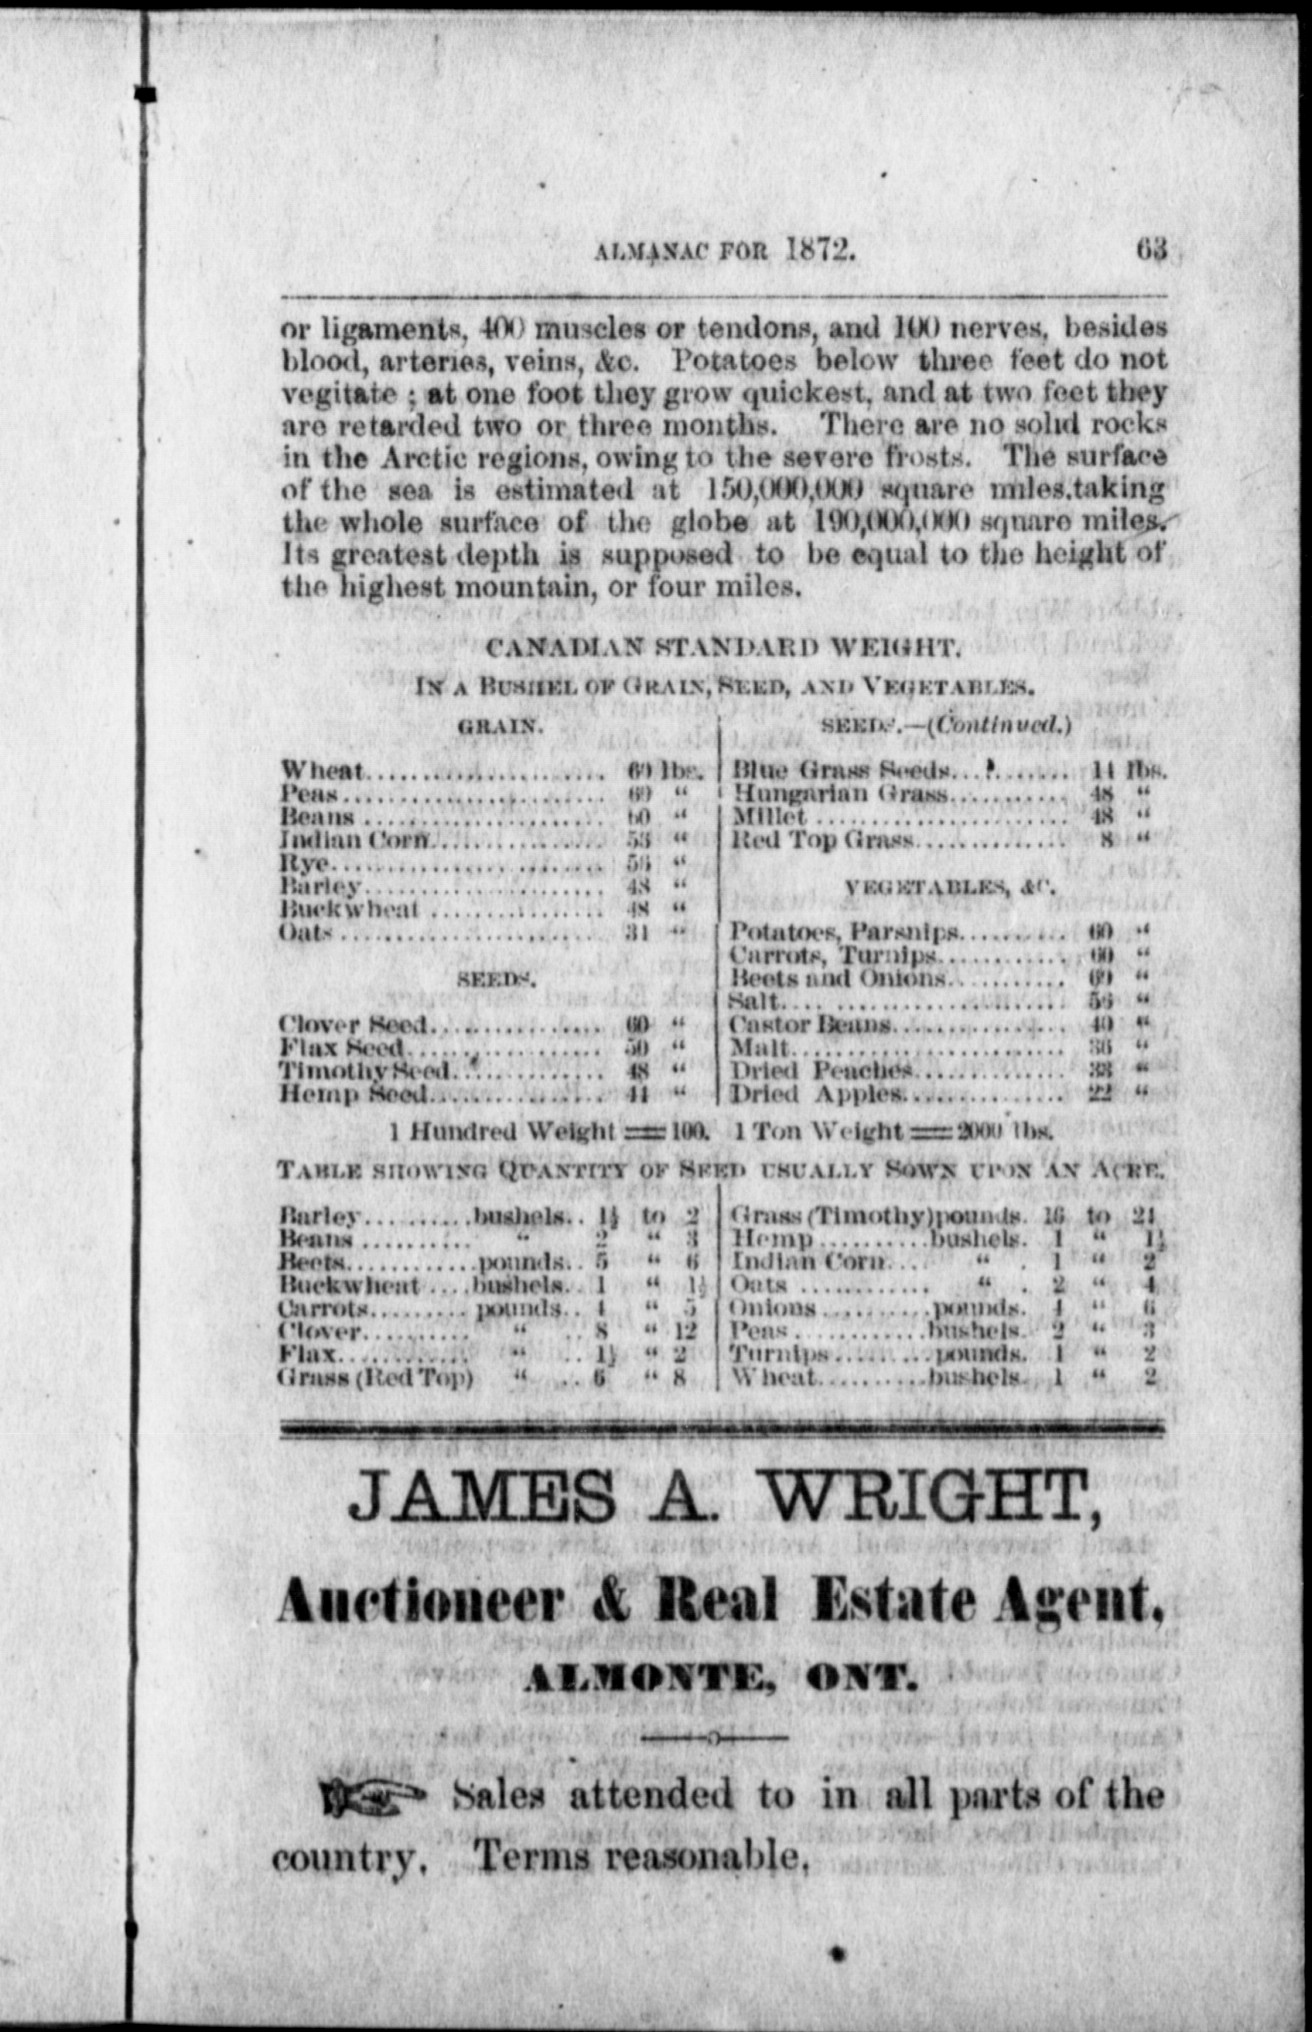 ALMANAC FOR 1872. 63
or ligaments, 400 muscles or tendons, and 100 nerves, besides
blood, arteries, veins, &c. Potatoes below three feet do not
vegitate ; at one foot they grow quickest, and at two feet they
are retarded two or three months. There are no solid rocks
in the Arctic regions, owing to the severe frosts. The surface
of the sea is estimated at 150,000,000 square miles.taking
the whole surface of the globe at 190,000,000 square miles.
Its greatest depth is supposed to be equal to the height of
the highest mountain, or four miles.
CANADIAN STANDARD WEIGHT.
IN A BUSHEL OF GRAIN, SEED, AND VEGETABLES.
GRAIN.
Wheat........................ 60 lbs.
Peas........................ 60 "
Beans ........................ 60 "
Indian Corn................ "
Rye........................ 56 "
Barley........................ 48 "
Buckwheat ................ 48 "
Oats........................ 34 "
SEEDS.
Clover Seed................ 60 "
Flax Seed................ 50 "
Timothy Seed................ 48 "
Hemp Seed................ 44 "
SEEDS.—(Continued.)
Blue Grass Seeds............ 14 lbs.
Hungarian Grass............ 48 "
Millet ........................ 48 "
Red Top Grass.............. 8 "
VEGETABLES, &C.
Potatoes, Parsnips.......... 60 "
Carrots, Turnips............ 60 "
Beets and Onions............ 60 "
Salt........................ 56 "
Castor Beans................ 40 "
Malt........................ 36 "
Dried Peaches.............. 33 "
Dried Apples................ 22 "
1 Hundred Weight = 100. 1 Ton Weight = 2000 lbs.
TABLE SHOWING QUANTITY OF SEED USUALLY SOWN UPON AN ACRE.
Barley..........bushels.. 1½ to 2
Beans .......... " 2 " 3
Beets............pounds.. 5 " 6
Buckwheat ....bushels.. 1 " 1½
Carrots..........pounds.. 4 " 5
Clover.......... " .. 8 " 12
Flax............ " .. 1½ " 2
Grass (Red Top) " .. 6 " 8
Grass (Timothy)pounds. 16 to 24
Hemp..........bushels. 1 " 1½
Indian Corn.... " . 1 " 2
Oats ............ " . 2 " 4
Onions..........pounds. 4 " 6
Peas............bushels. 2 " 3
Turnips.........pounds. 1 " 2
Wheat..........bushels. 1 " 2
JAMES A. WRIGHT,
Auctioneer & Real Estate Agent,
ALMONTE, ONT.
Sales attended to in all parts of the
country. Terms reasonable.